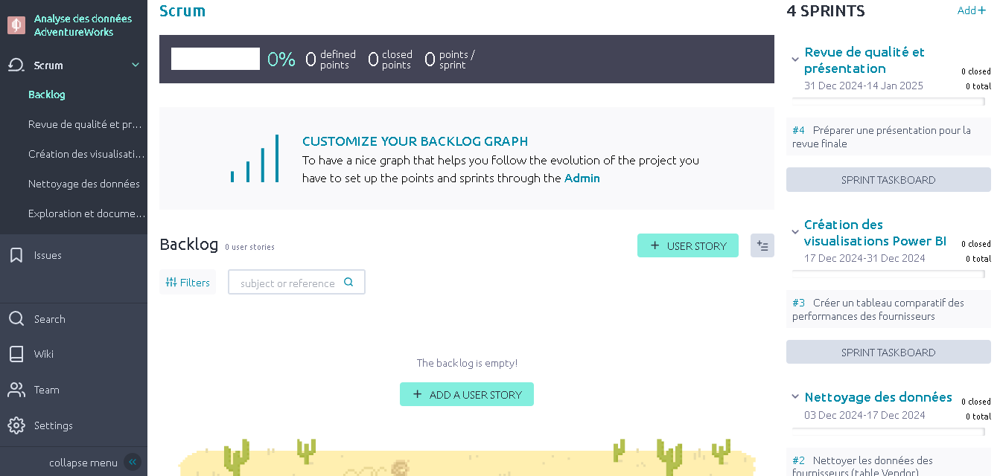 Analyse des données
AdventureWorks
Scrum
Backlog
Revue de qualité et pr...
Création des visualisati...
Nettoyage des données
Exploration et docume...
Issues
Search
Wiki
Team
Settings
collapse menu
Scrum
0% 0 defined points 0 closed points 0 points / sprint
CUSTOMIZE YOUR BACKLOG GRAPH
To have a nice graph that helps you follow the evolution of the project you
have to set up the points and sprints through the Admin
Backlog 0 user stories
+ USER STORY
Filters
subject or reference
The backlog is empty!
+ ADD A USER STORY
4 SPRINTS Add+
Revue de qualité et
présentation
0 closed
31 Dec 2024-14 Jan 2025 0 total
#4 Préparer une présentation pour la
revue finale
SPRINT TASKBOARD
Création des
visualisations Power BI
0 closed
17 Dec 2024-31 Dec 2024 0 total
#3 Créer un tableau comparatif des
performances des fournisseurs
SPRINT TASKBOARD
Nettoyage des données 0 closed
03 Dec 2024-17 Dec 2024 0 total
#2 Nettoyer les données des
fournisseurs (table Vendor)